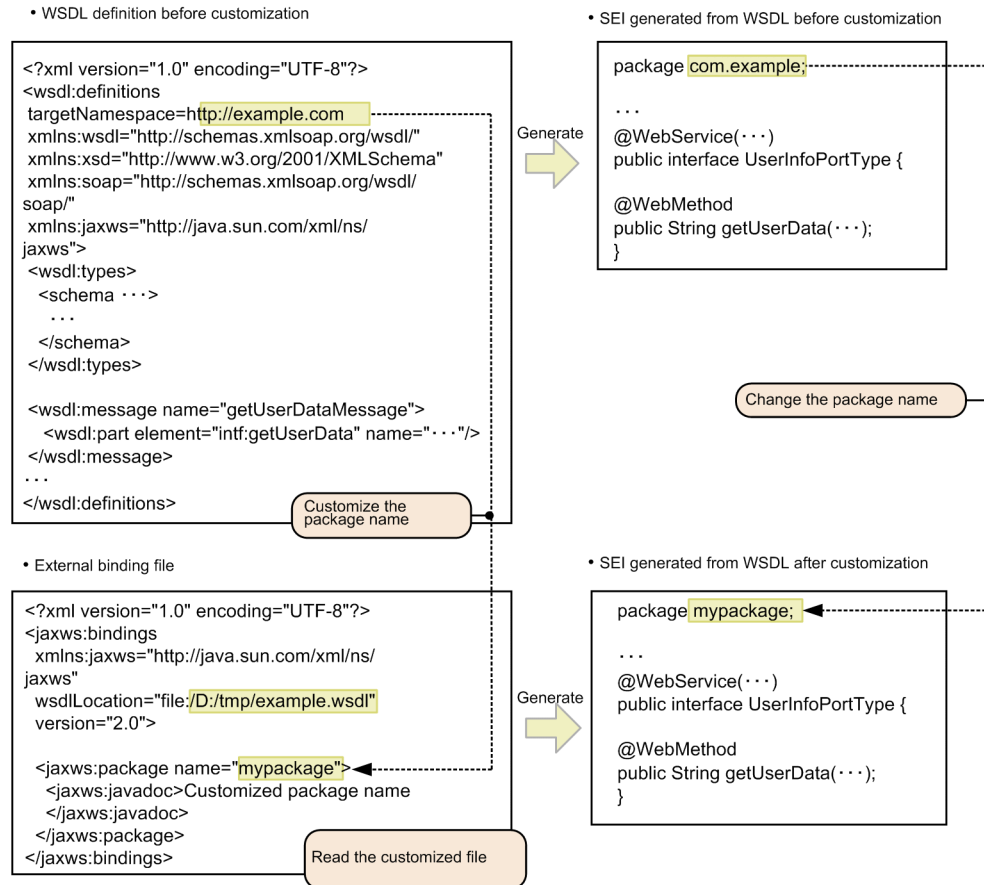 • WSDL definition before customization
<?xml version="1.0" encoding="UTF-8"?>
<wsdl:definitions
targetNamespace=http://example.com
xmlns:wsdl="http://schemas.xmlsoap.org/wsdl/"
xmlns:xsd="http://www.w3.org/2001/XMLSchema"
xmlns:soap="http://schemas.xmlsoap.org/wsdl/
soap/"
xmlns:jaxws="http://java.sun.com/xml/ns/
jaxws">
<wsdl:types>
<schema ･･･>
･･･
</schema>
</wsdl:types>
<wsdl:message name="getUserDataMessage">
<wsdl:part element="intf:getUserData" name="･･･"/>
</wsdl:message>
･･･
</wsdl:definitions>
Customize the
package name
Generate
• SEI generated from WSDL before customization
package com.example;
･･･
@WebService(･･･)
public interface UserInfoPortType {
@WebMethod
public String getUserData(･･･);
}
Change the package name
• External binding file
<?xml version="1.0" encoding="UTF-8"?>
<jaxws:bindings
xmlns:jaxws="http://java.sun.com/xml/ns/
jaxws"
wsdlLocation="file:/D:/tmp/example.wsdl"
version="2.0">
<jaxws:package name="mypackage">
<jaxws:javadoc>Customized package name
</jaxws:javadoc>
</jaxws:package>
</jaxws:bindings>
Read the customized file
Generate
• SEI generated from WSDL after customization
package mypackage;
･･･
@WebService(･･･)
public interface UserInfoPortType {
@WebMethod
public String getUserData(･･･);
}